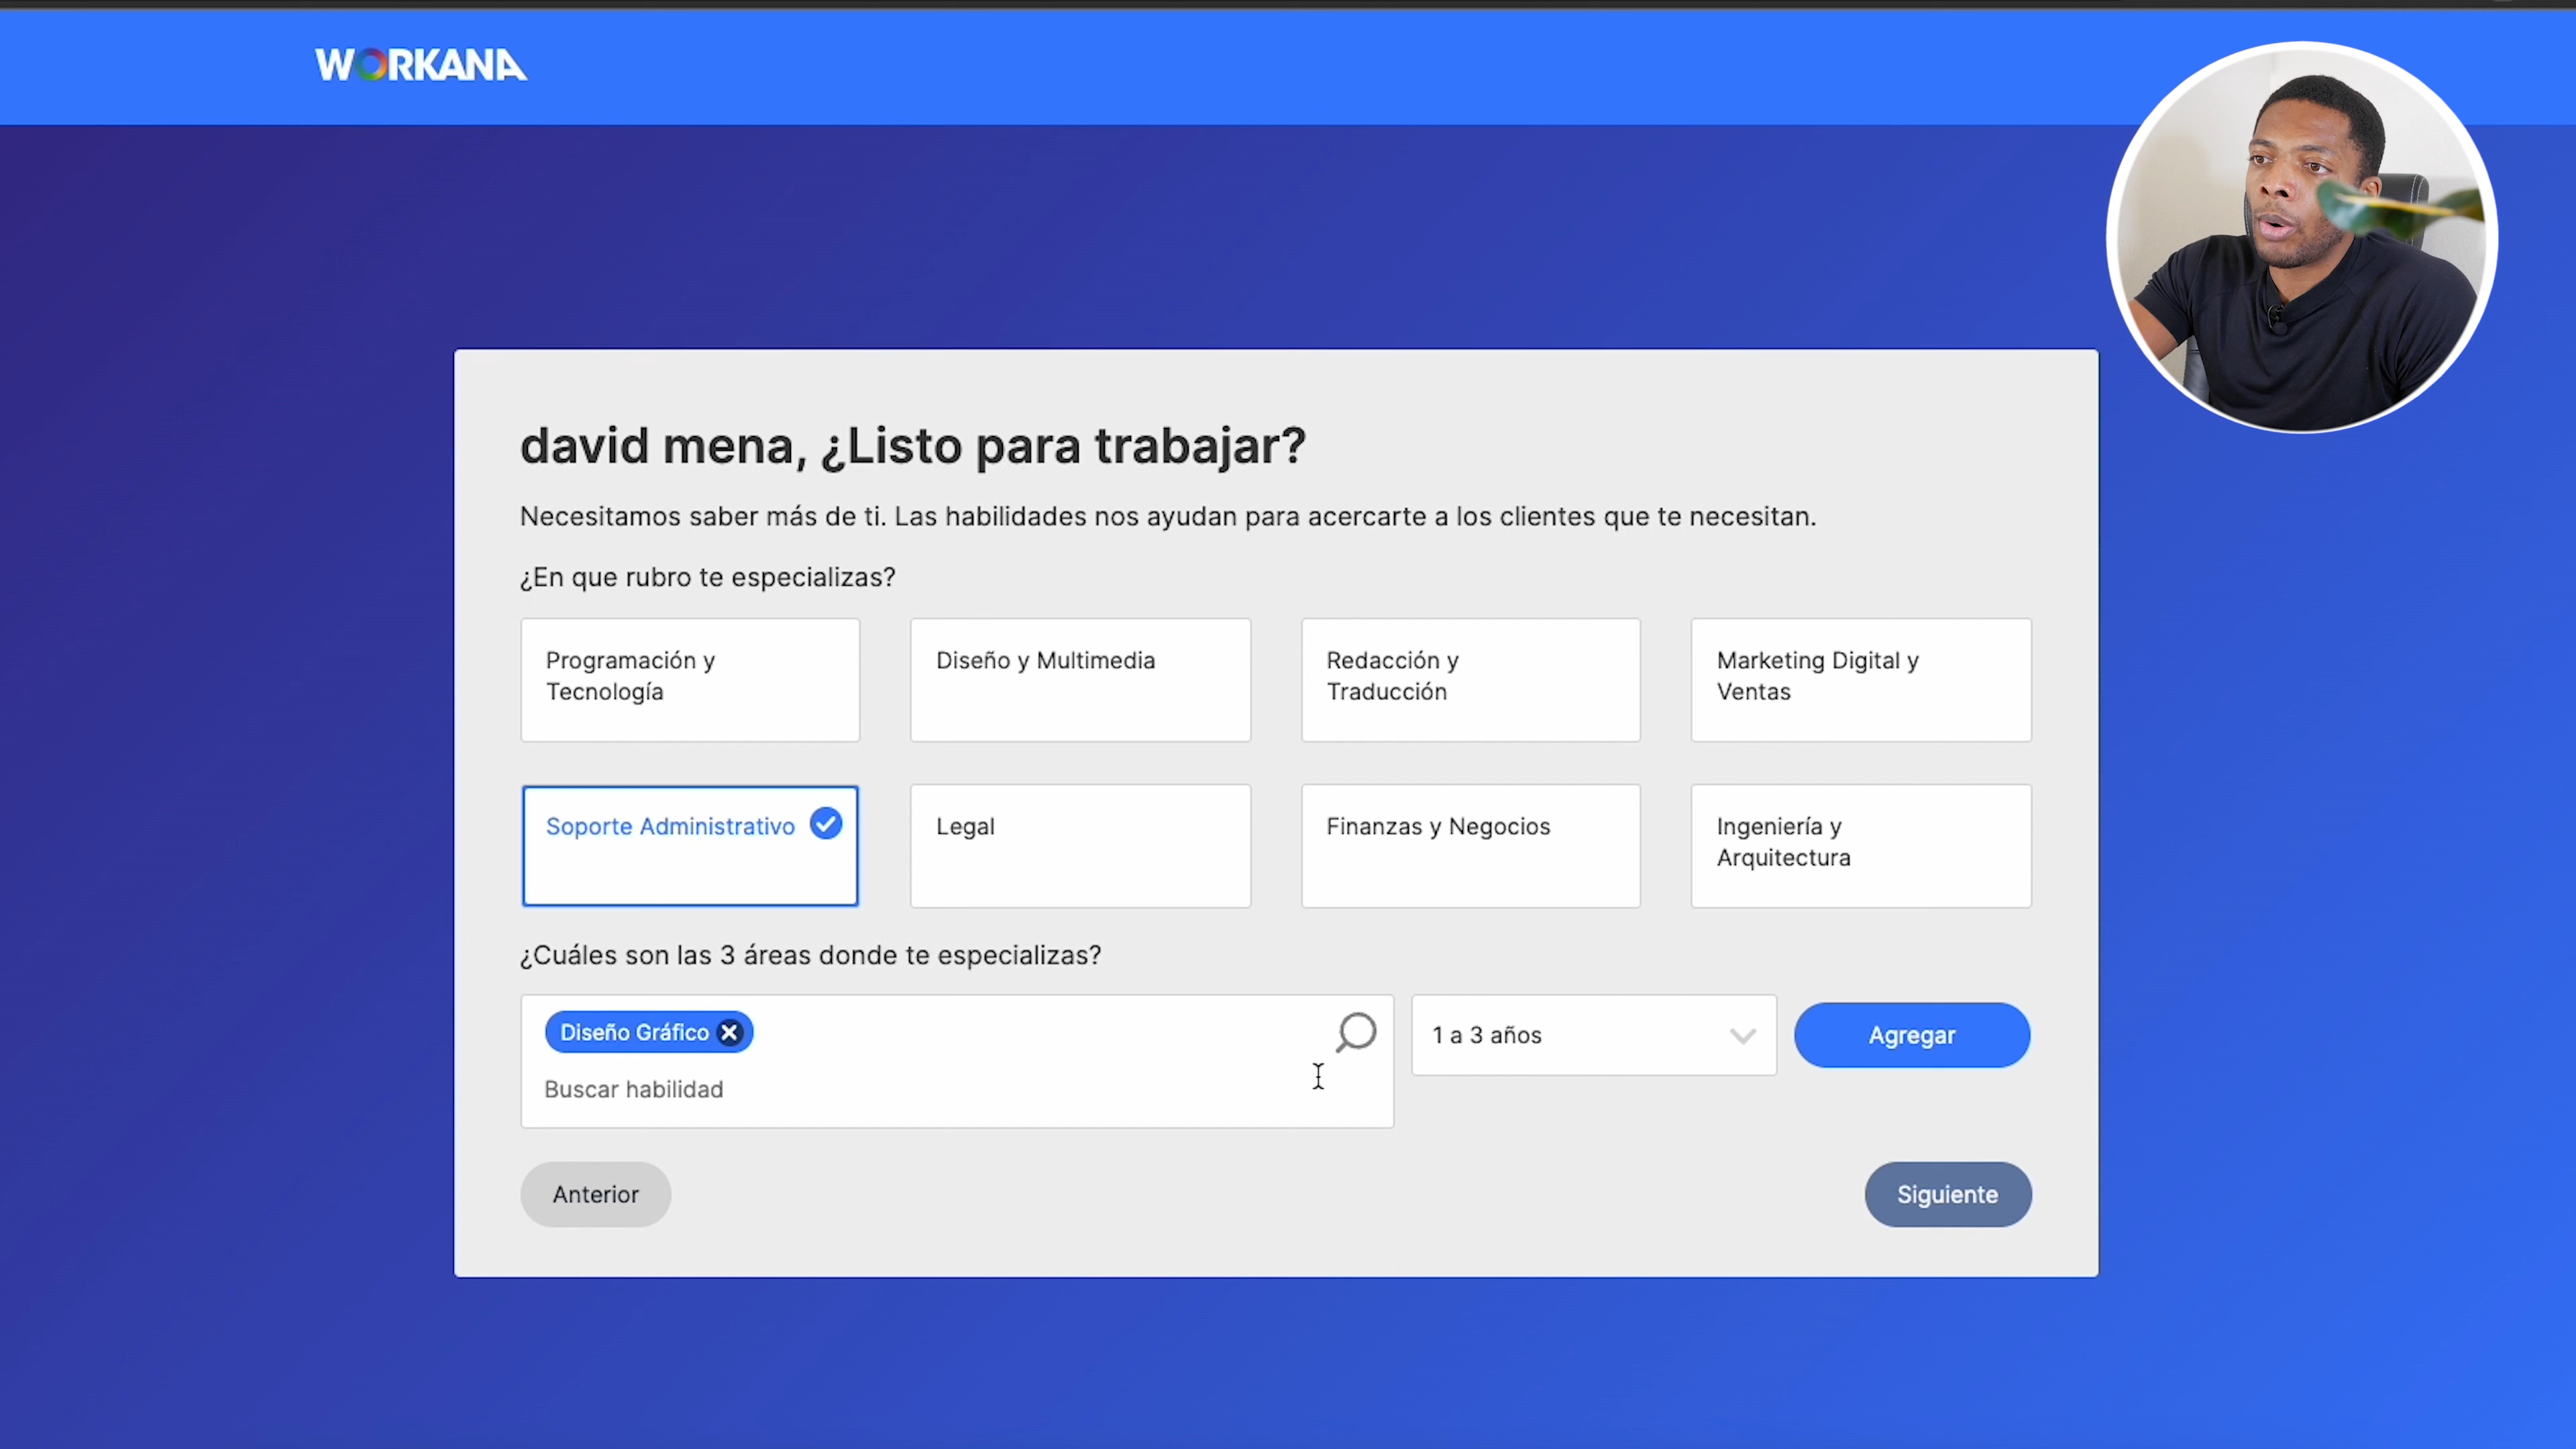 WORKANA
david mena, ¿Listo para trabajar?
Necesitamos saber más de ti. Las habilidades nos ayudan para acercarte a los clientes que te necesitan.
¿En que rubro te especializas?
Programación y
Tecnología
Diseño y Multimedia
Redacción y
Traducción
Marketing Digital y
Ventas
Soporte Administrativo
Legal
Finanzas y Negocios
Ingeniería y
Arquitectura
¿Cuáles son las 3 áreas donde te especializas?
Diseño Gráfico
Buscar habilidad
1 a 3 años
Agregar
Anterior
Siguiente